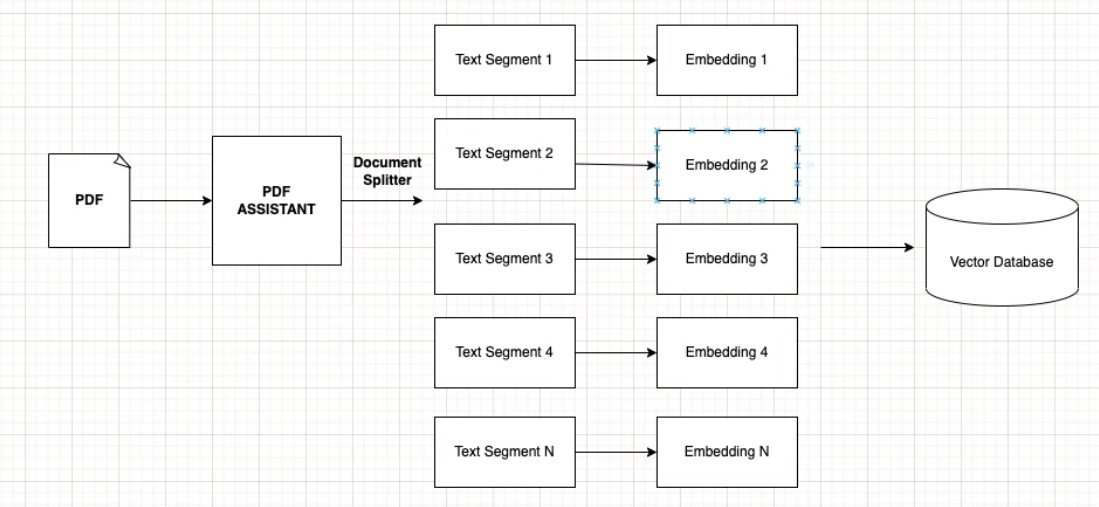 PDF
PDF
ASSISTANT
Document
Splitter
Text Segment 1
Embedding 1
Text Segment 2
Embedding 2
Text Segment 3
Embedding 3
Text Segment 4
Embedding 4
Text Segment N
Embedding N
Vector Database